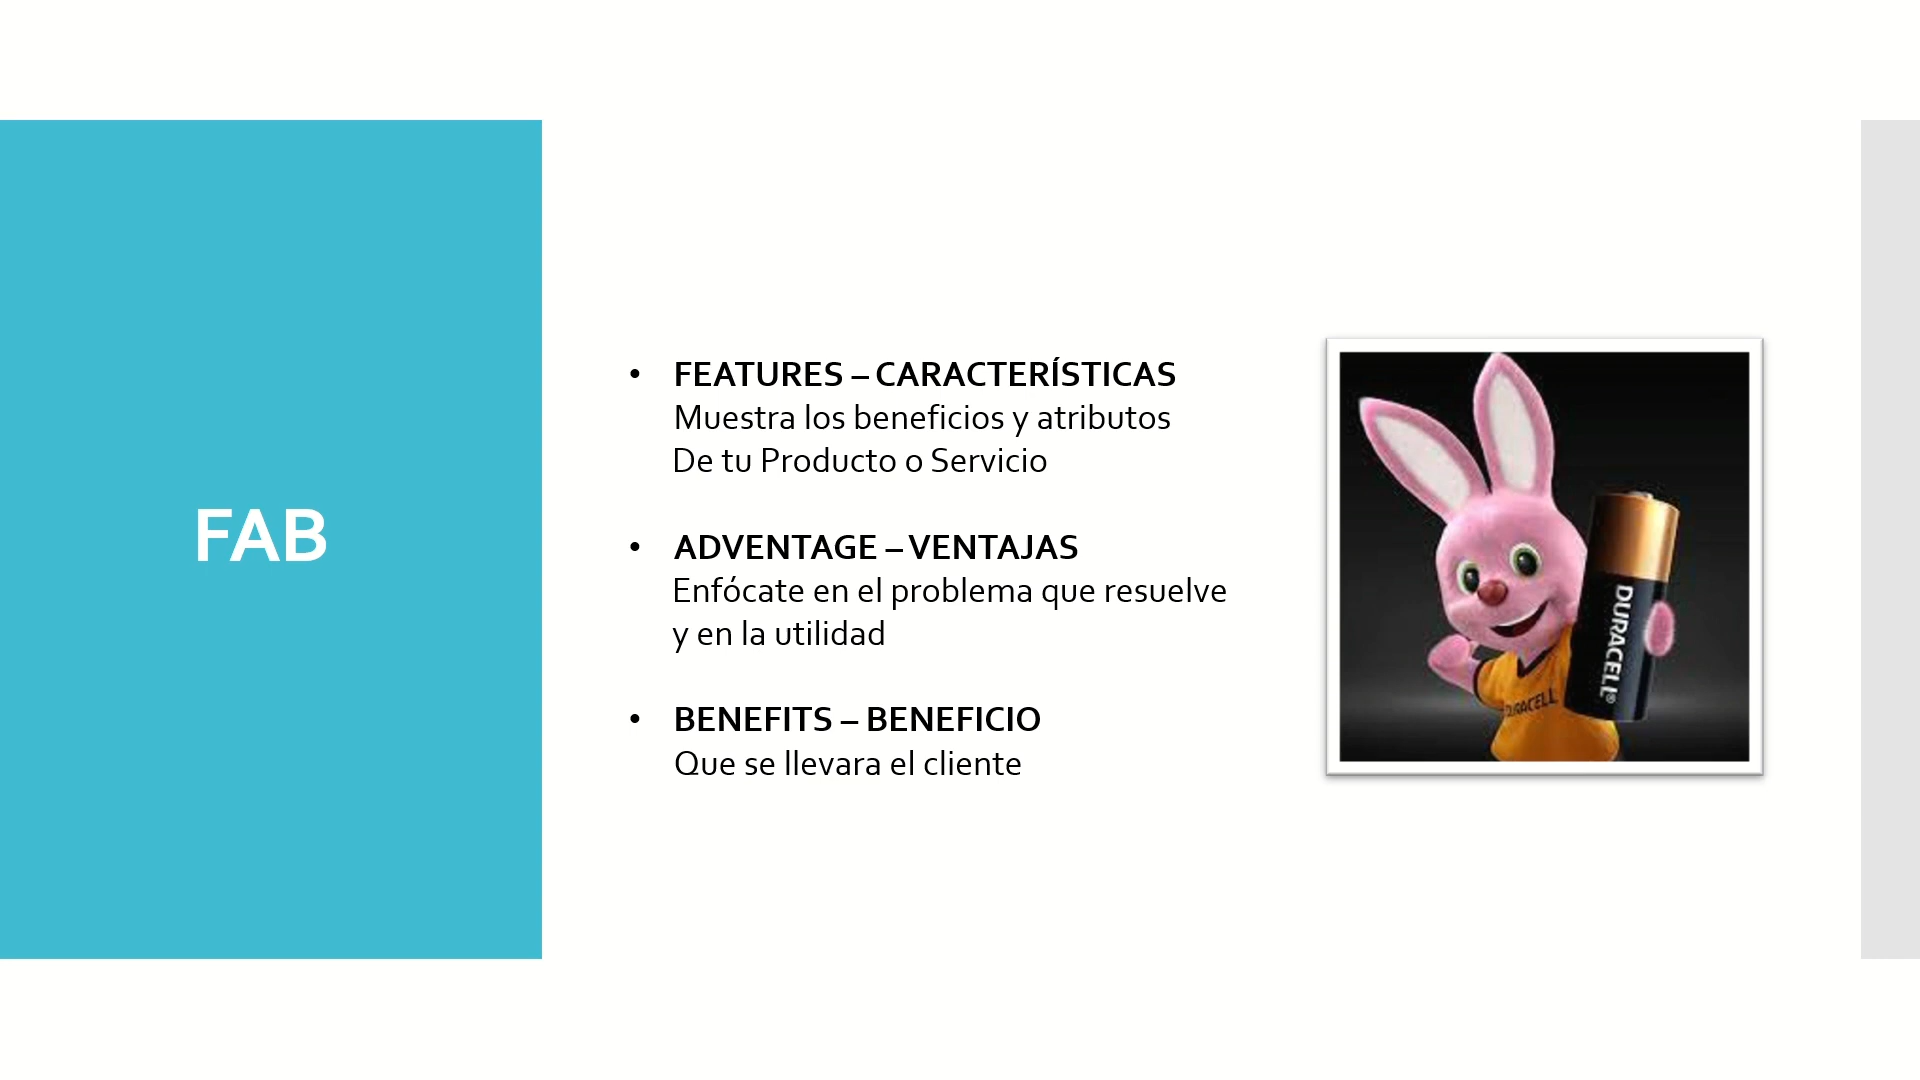 FAB
• FEATURES – CARACTERÍSTICAS
Muestra los beneficios y atributos
De tu Producto o Servicio
• ADVENTAGE – VENTAJAS
Enfócate en el problema que resuelve
y en la utilidad
• BENEFITS – BENEFICIO
Que se llevara el cliente
DURACELL®
DURACELL